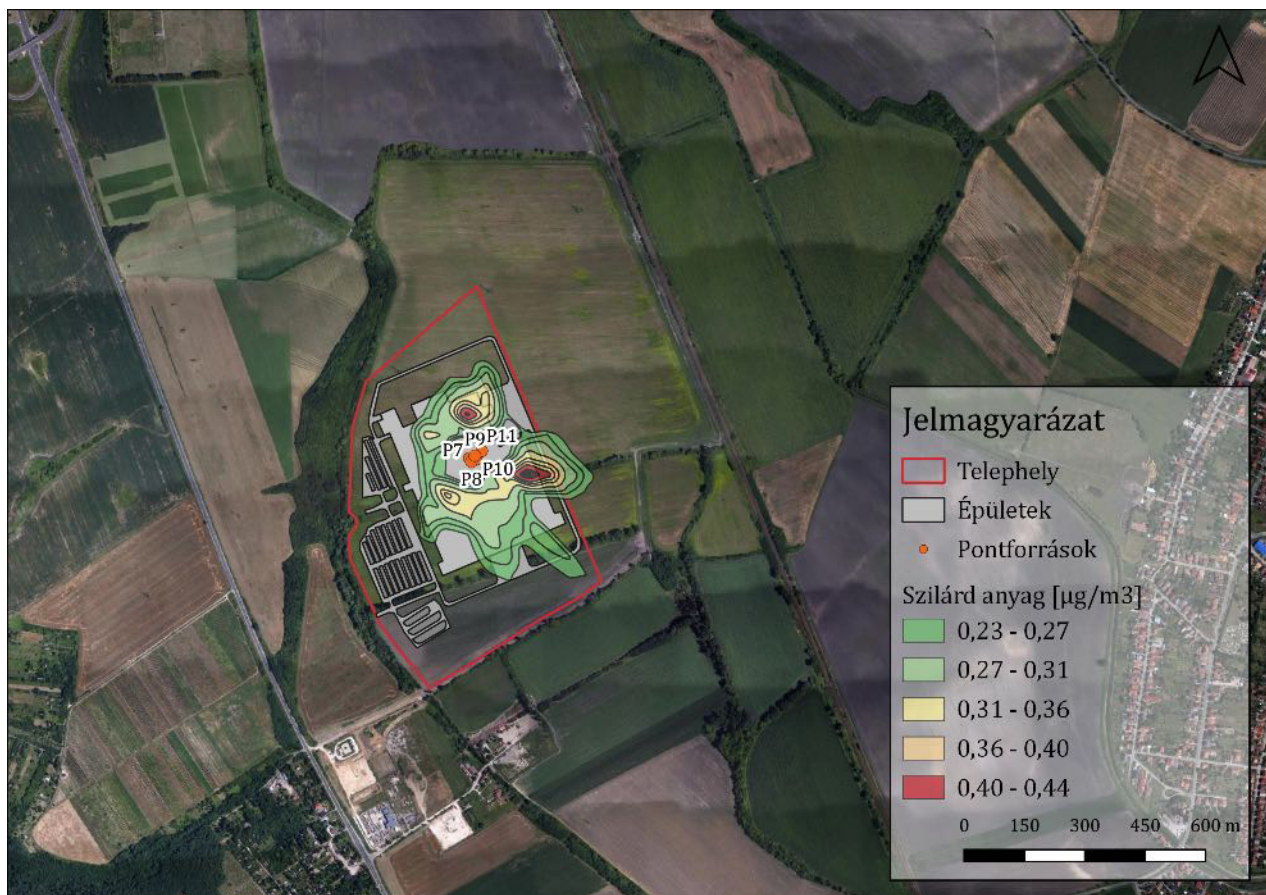 P9 P11
P7
P10
P8
Jelmagyarázat
Telephely
Épületek
Pontforrások
Szilárd anyag [µg/m3]
0,23 - 0,27
0,27 - 0,31
0,31 - 0,36
0,36 - 0,40
0,40 - 0,44
0 150 300 450 600 m